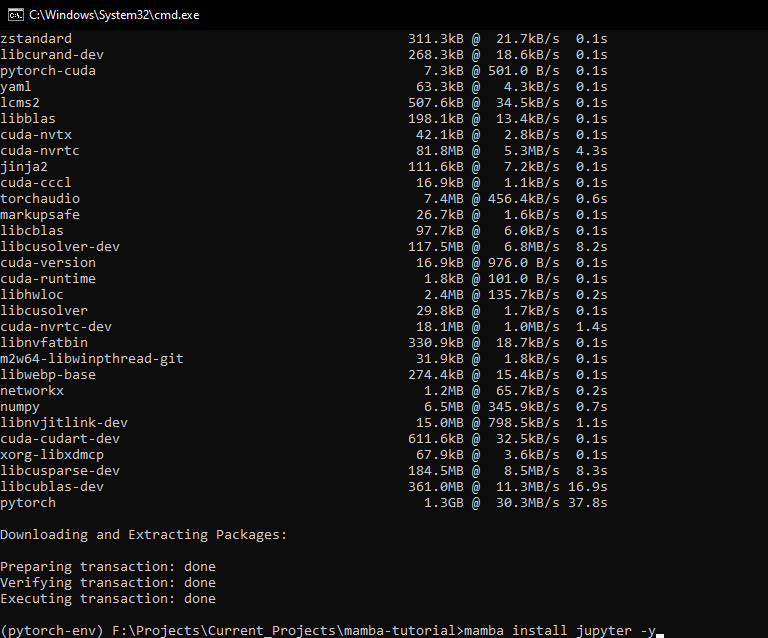 C:\Windows\System32\cmd.exe
zstandard 311.3kB @ 21.7kB/s 0.1s
libcurand-dev 268.3kB @ 18.6kB/s 0.1s
pytorch-cuda 7.3kB @ 501.0 B/s 0.1s
yaml 63.3kB @ 4.3kB/s 0.1s
lcms2 507.6kB @ 34.5kB/s 0.1s
libblas 198.1kB @ 13.4kB/s 0.1s
cuda-nvtx 42.1kB @ 2.8kB/s 0.1s
cuda-nvrtc 81.8MB @ 5.3MB/s 4.3s
jinja2 111.6kB @ 7.2kB/s 0.1s
cuda-cccl 16.9kB @ 1.1kB/s 0.1s
torchaudio 7.4MB @ 456.4kB/s 0.6s
markupsafe 26.7kB @ 1.6kB/s 0.1s
libcblas 97.7kB @ 6.0kB/s 0.1s
libcusolver-dev 117.5MB @ 6.8MB/s 8.2s
cuda-version 16.9kB @ 976.0 B/s 0.1s
cuda-runtime 1.8kB @ 101.0 B/s 0.1s
libhwloc 2.4MB @ 135.7kB/s 0.2s
libcusolver 29.8kB @ 1.7kB/s 0.1s
cuda-nvrtc-dev 18.1MB @ 1.0MB/s 1.4s
libnvfatbin 330.9kB @ 18.7kB/s 0.1s
m2w64-libwinpthread-git 31.9kB @ 1.8kB/s 0.1s
libwebp-base 274.4kB @ 15.4kB/s 0.1s
networkx 1.2MB @ 65.7kB/s 0.2s
numpy 6.5MB @ 345.9kB/s 0.7s
libnvjitlink-dev 15.0MB @ 798.5kB/s 1.1s
cuda-cudart-dev 611.6kB @ 32.5kB/s 0.1s
xorg-libxdmcp 67.9kB @ 3.6kB/s 0.1s
libcusparse-dev 184.5MB @ 8.5MB/s 8.3s
libcublas-dev 361.0MB @ 11.3MB/s 16.9s
pytorch 1.3GB @ 30.3MB/s 37.8s
Downloading and Extracting Packages:
Preparing transaction: done
Verifying transaction: done
Executing transaction: done
(pytorch-env) F:\Projects\Current_Projects\mamba-tutorial>mamba install jupyter -y